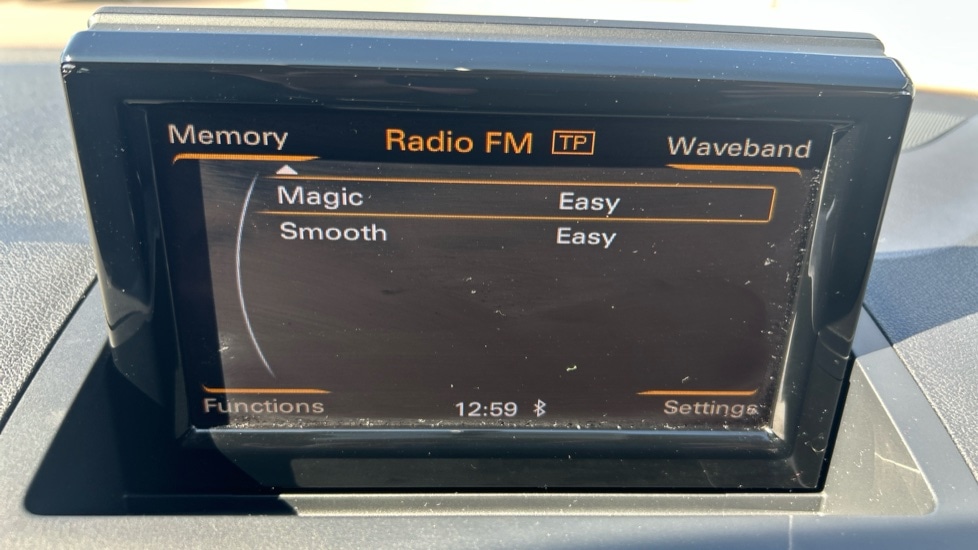 Memory Radio FM TP Waveband
Magic Easy
Smooth Easy
Functions 12:59 Settings